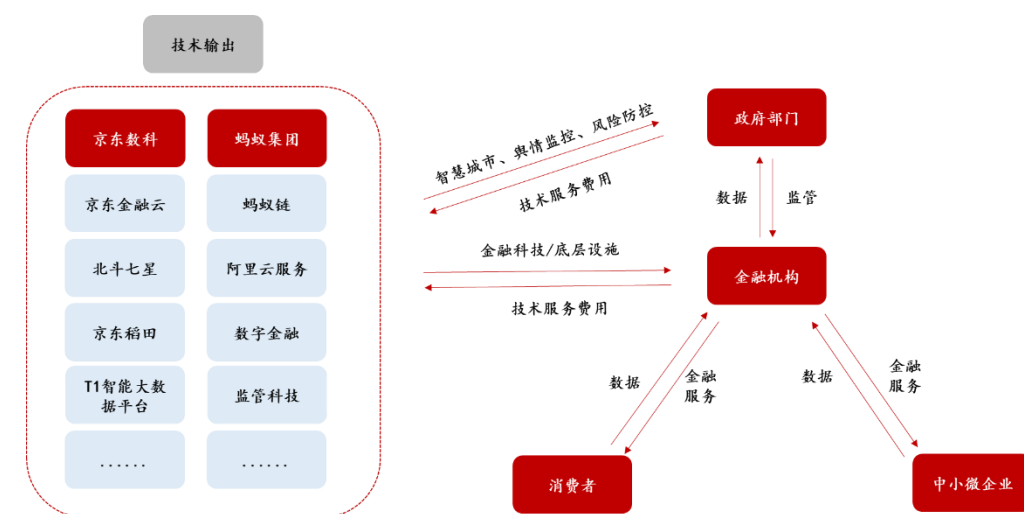 技术输出
京东数科
蚂蚁集团
京东金融云
蚂蚁链
北斗七星
阿里云服务
京东稻田
数字金融
T1智能大数
据平台
监管科技
......
......
智慧城市、舆情监控、风险防控
技术服务费用
金融科技/底层设施
技术服务费用
政府部门
数据
监管
金融机构
数据
金融
服务
数据
金融
服务
消费者
中小微企业